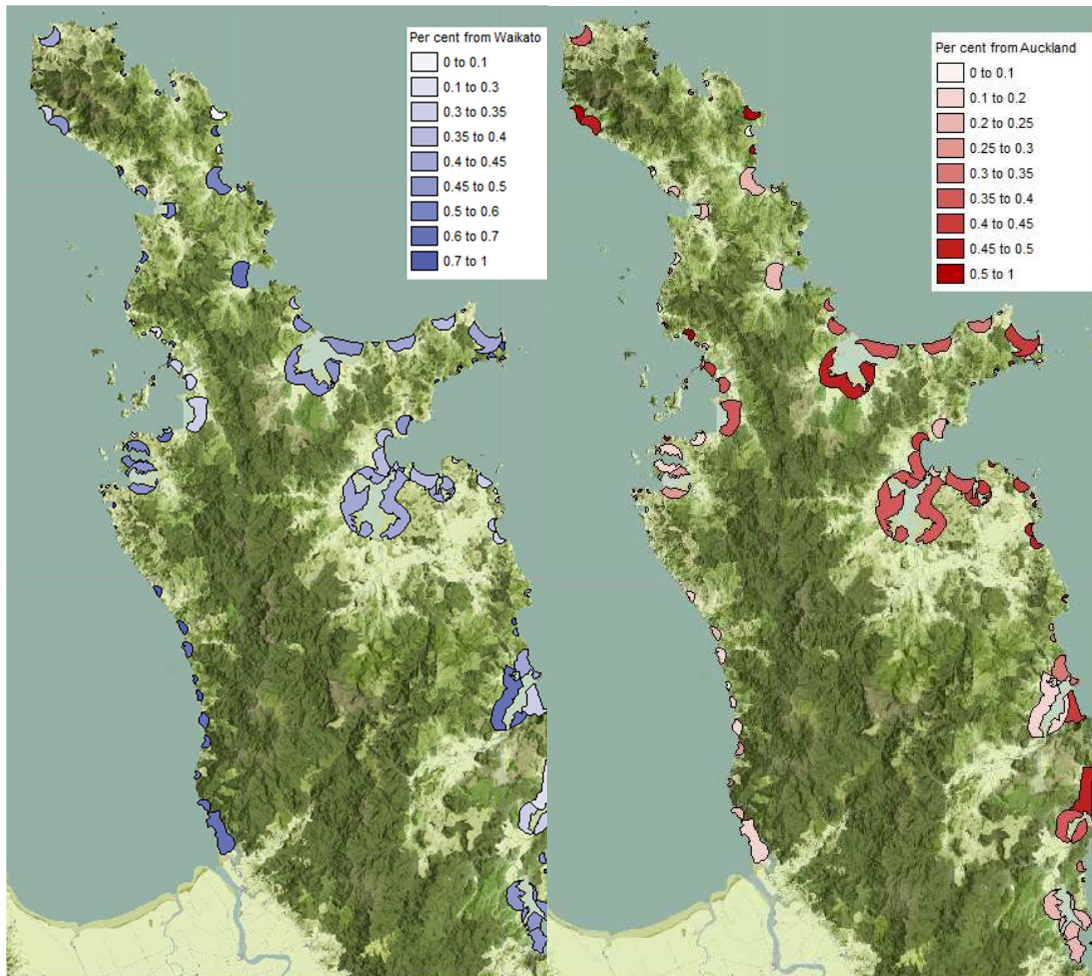 Per cent from Waikato
0 to 0.1
0.1 to 0.3
0.3 to 0.35
0.35 to 0.4
0.4 to 0.45
0.45 to 0.5
0.5 to 0.6
0.6 to 0.7
0.7 to 1
Per cent from Auckland
0 to 0.1
0.1 to 0.2
0.2 to 0.25
0.25 to 0.3
0.3 to 0.35
0.35 to 0.4
0.4 to 0.45
0.45 to 0.5
0.5 to 1